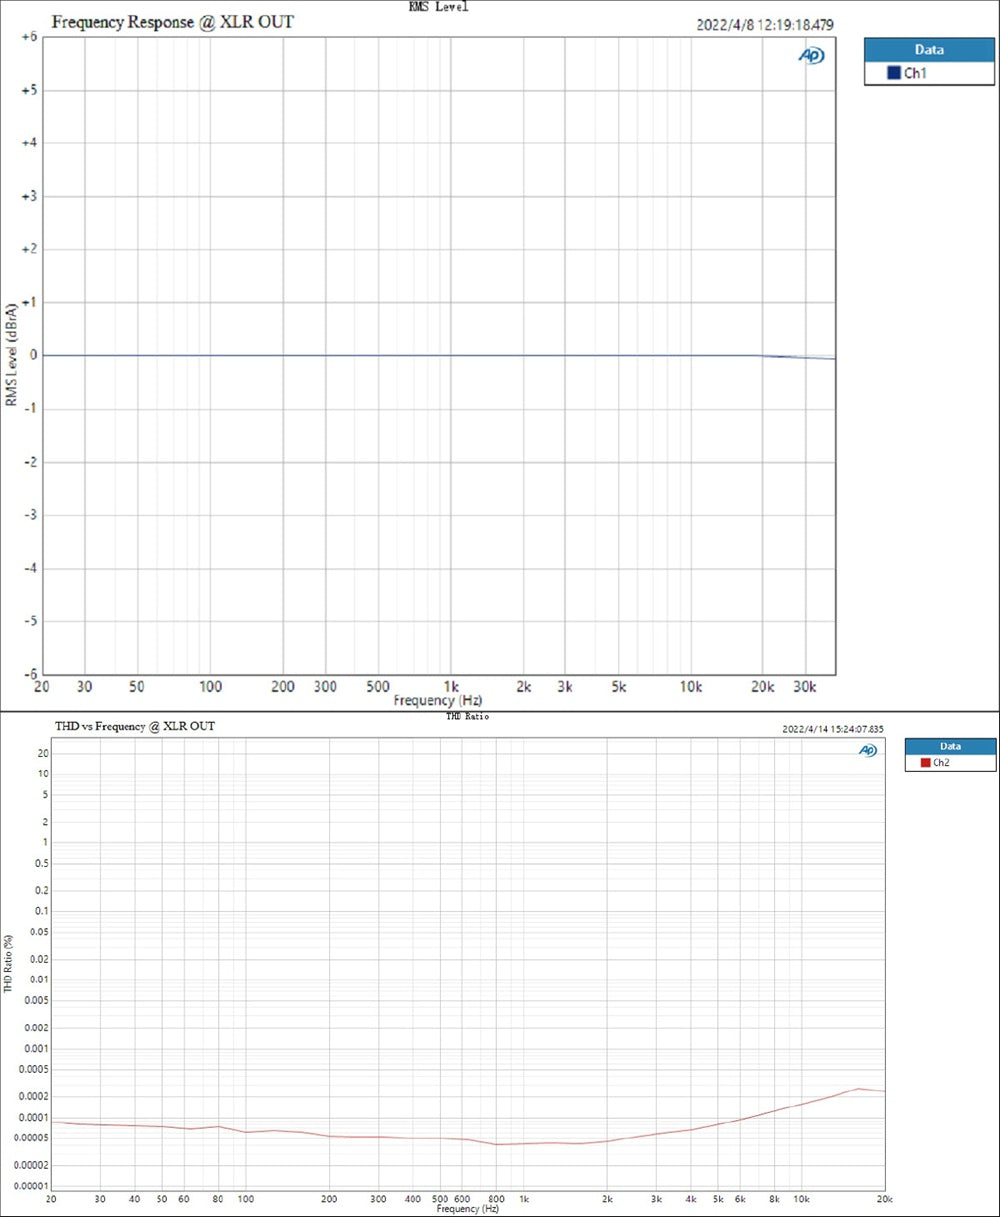 RMS Level
Frequency Response @ XLR OUT
2022/4/8 12:19:18.479
AP
Data
Ch1
+6
+5
+4
+3
+2
+1
0
-1
-2
-3
-4
-5
-6
RMS Level (dBrA)
20 30 50 100 200 300 500 1k 2k 3k 5k 10k 20k 30k
Frequency (Hz)
THD Ratio
THD vs Frequency @ XLR OUT
2022/4/14 15:24:07.835
AP
Data
Ch2
20
10
5
2
1
0.5
0.2
0.1
0.05
0.02
0.01
0.005
0.002
0.001
0.0005
0.0002
0.0001
0.00005
0.00002
0.00001
THD Ratio (%)
20 30 40 50 60 80 100 200 300 400 500 600 800 1k 2k 3k 4k 5k 6k 8k 10k 20k
Frequency (Hz)